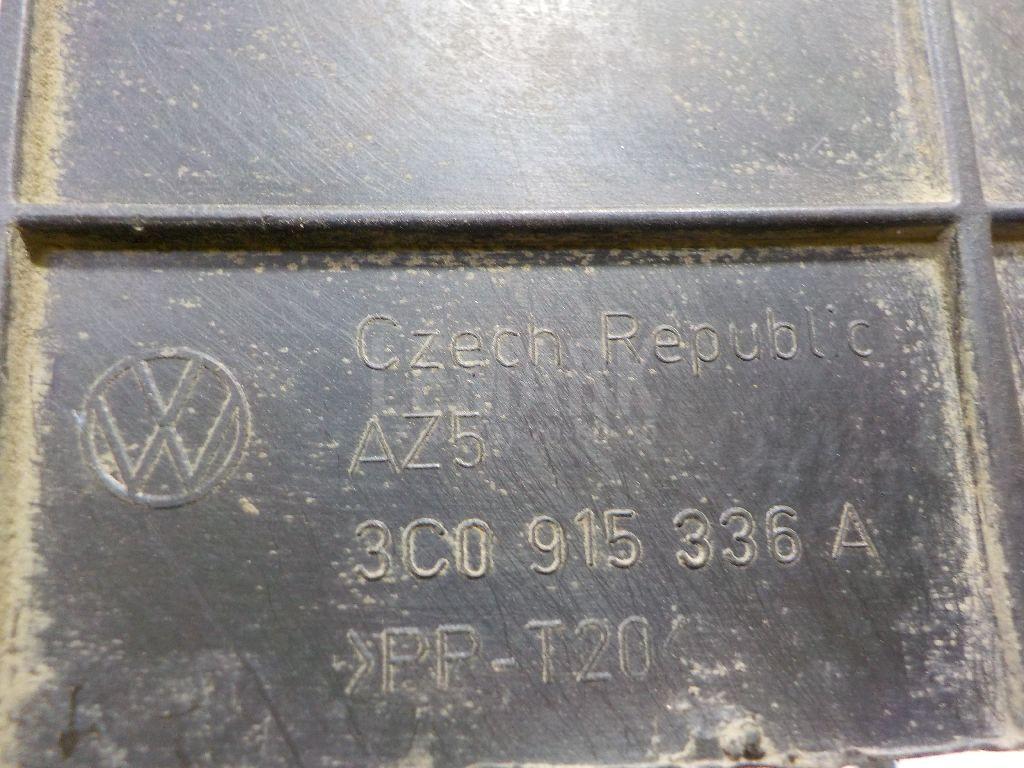 Czech Republic
AZ5
3C0 915 336 A
>PP-T20<